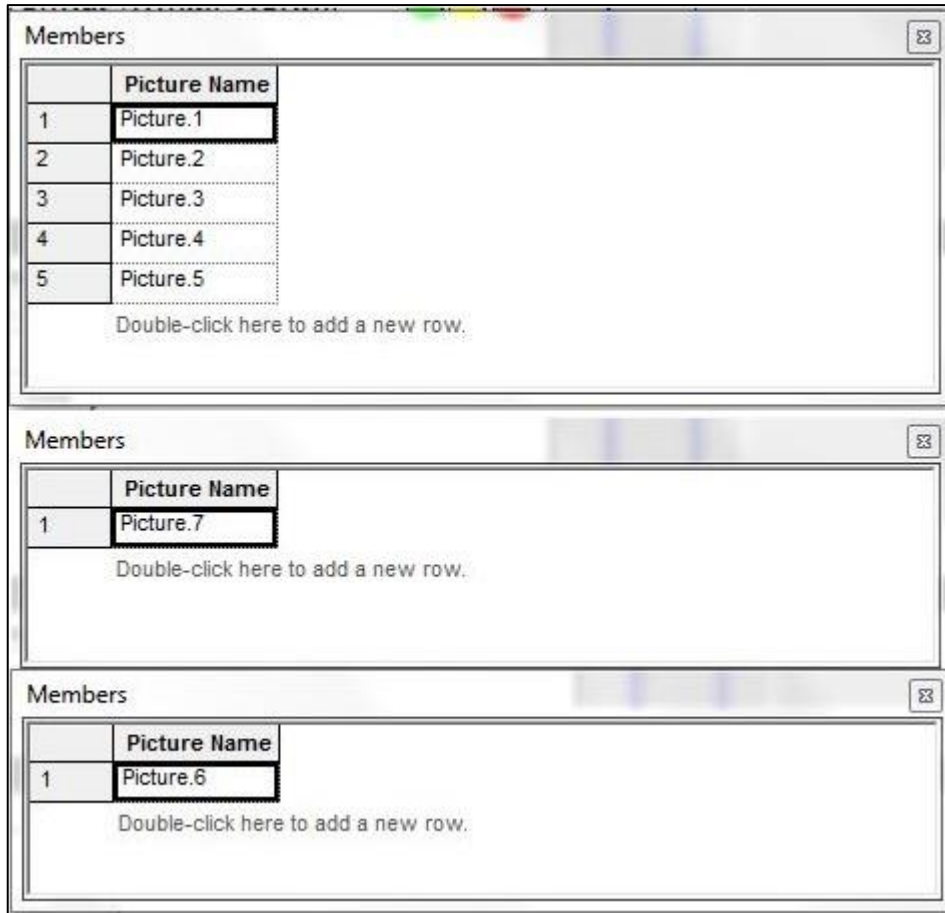 Members
Picture Name
1 Picture.1
2 Picture.2
3 Picture.3
4 Picture.4
5 Picture.5
Double-click here to add a new row.
Members
Picture Name
1 Picture.7
Double-click here to add a new row.
Members
Picture Name
1 Picture.6
Double-click here to add a new row.